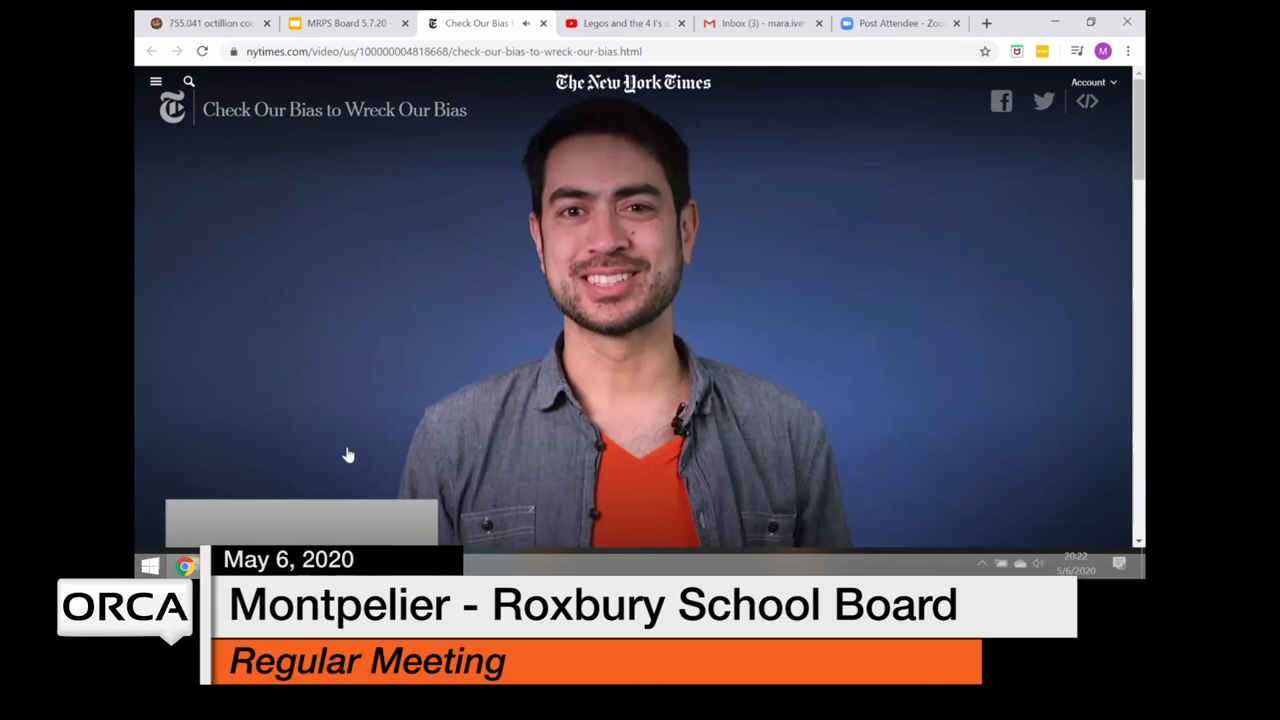 755.041 octillion coo
MRPS Board 5.7.20 -
Check Our Bias t
Legos and the 4 I's o
Inbox (3) - mara.iver
Post Attendee - Zoo
nytimes.com/video/us/100000004818668/check-our-bias-to-wreck-our-bias.html
M
The New York Times
Account
T
Check Our Bias to Wreck Our Bias
20:22
5/6/2020
May 6, 2020
ORCA
Montpelier - Roxbury School Board
Regular Meeting